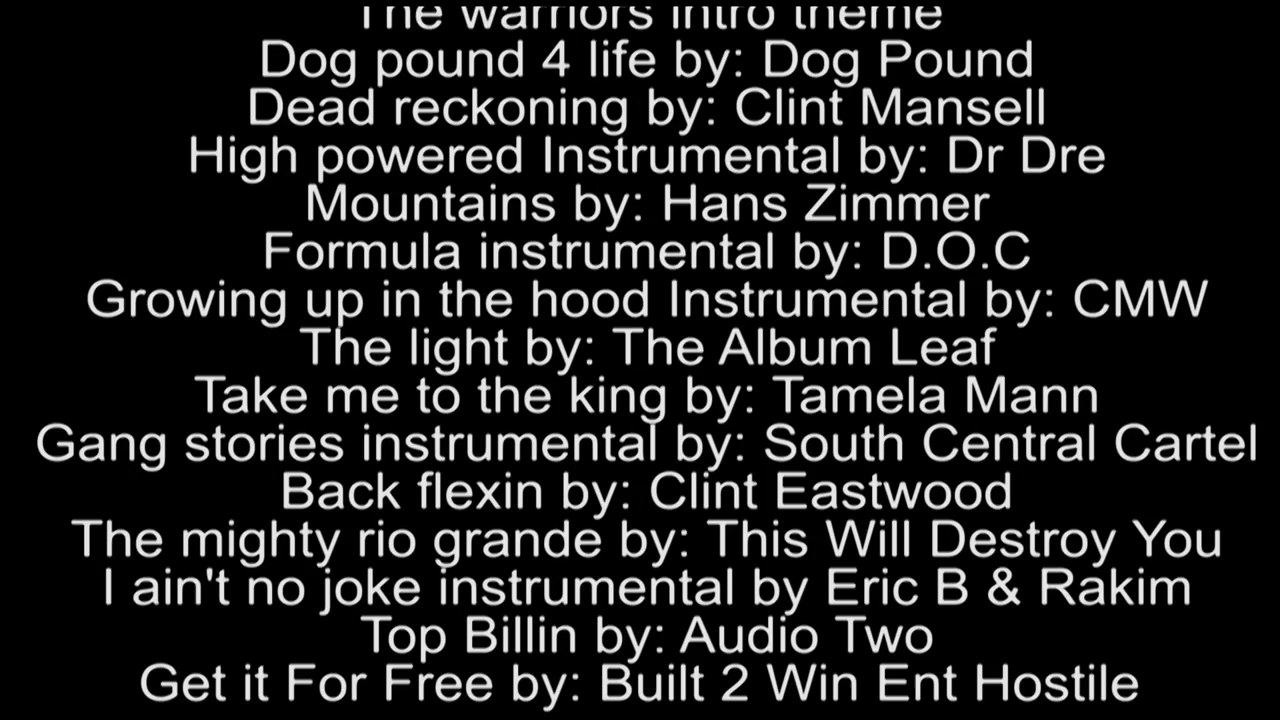 The warriors intro theme
Dog pound 4 life by: Dog Pound
Dead reckoning by: Clint Mansell
High powered Instrumental by: Dr Dre
Mountains by: Hans Zimmer
Formula instrumental by: D.O.C
Growing up in the hood Instrumental by: CMW
The light by: The Album Leaf
Take me to the king by: Tamela Mann
Gang stories instrumental by: South Central Cartel
Back flexin by: Clint Eastwood
The mighty rio grande by: This Will Destroy You
I ain't no joke instrumental by Eric B & Rakim
Top Billin by: Audio Two
Get it For Free by: Built 2 Win Ent Hostile